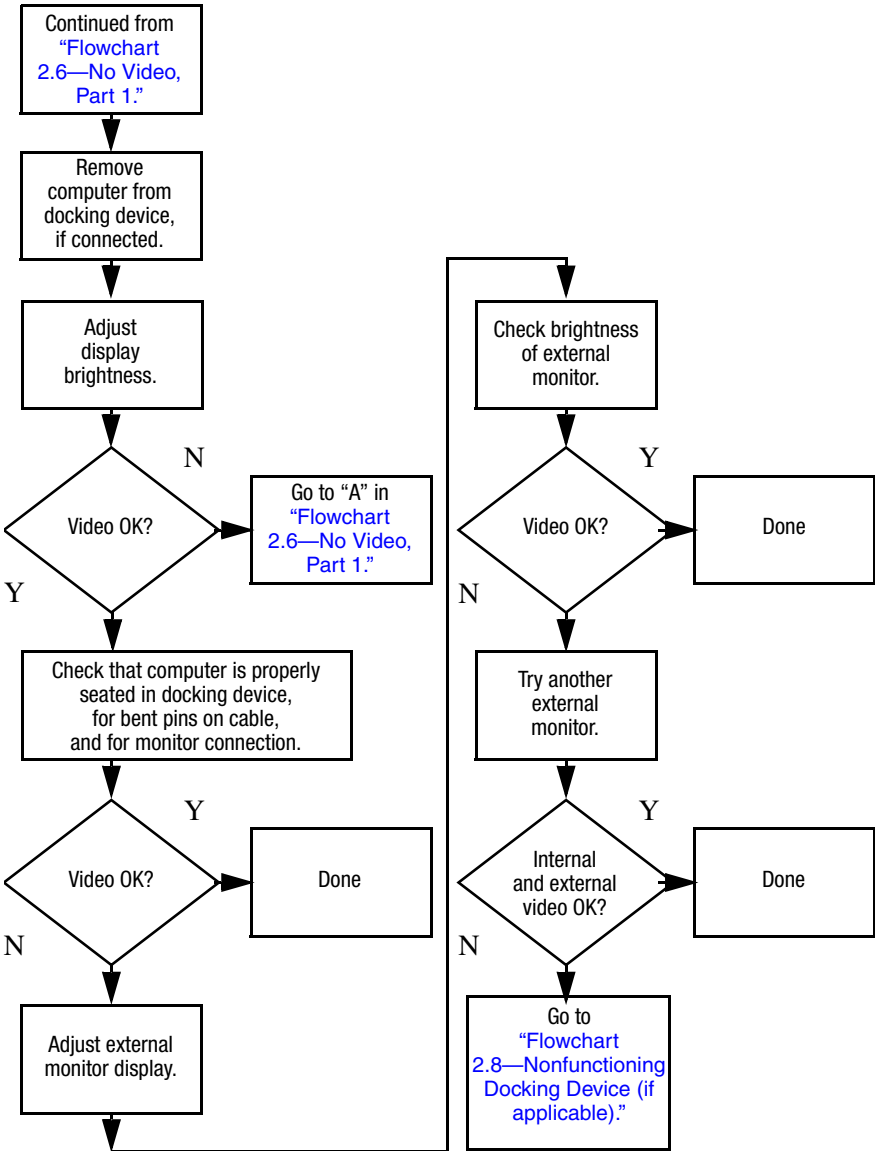 Continued from
“Flowchart
2.6—No Video,
Part 1.”
Remove
computer from
docking device,
if connected.
Adjust
display
brightness.
N
Video OK?
Go to “A” in
“Flowchart
2.6—No Video,
Part 1.”
Y
Check that computer is properly
seated in docking device,
for bent pins on cable,
and for monitor connection.
Y
Video OK?
Done
N
Adjust external
monitor display.
Check brightness
of external
monitor.
Y
Video OK?
Done
N
Try another
external
monitor.
Y
Internal
and external
video OK?
Done
N
Go to
“Flowchart
2.8—Nonfunctioning
Docking Device (if
applicable).”